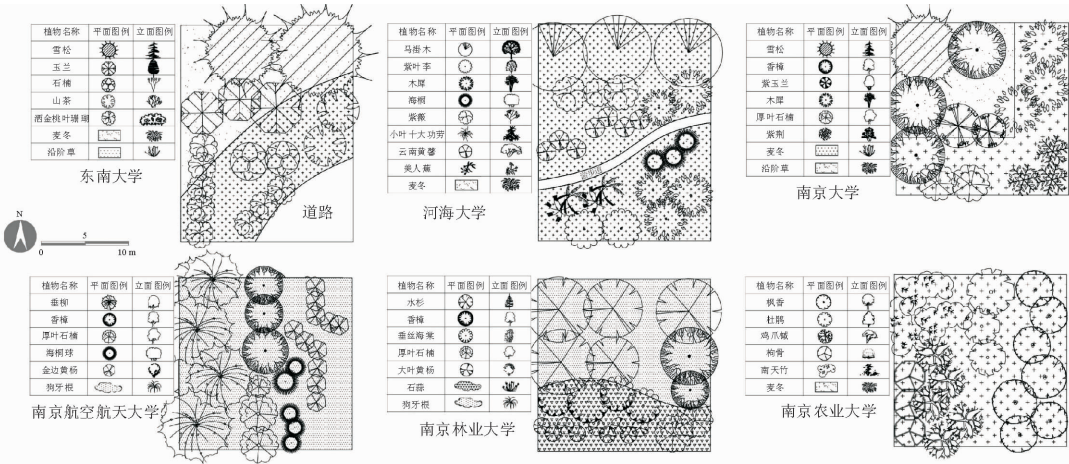 植物名称 平面图例 立面图例
雪松
玉兰
石楠
山茶
洒金桃叶珊瑚
麦冬
沿阶草
东南大学
道路
植物名称 平面图例 立面图例
马褂木
紫叶李
木犀
海桐
紫薇
小叶十大功劳
云南黄馨
美人蕉
麦冬
河海大学
植物名称 平面图例 立面图例
雪松
香樟
紫玉兰
木犀
厚叶石楠
紫荆
麦冬
沿阶草
南京大学
N
5
0 10 m
植物名称 平面图例 立面图例
垂柳
香樟
厚叶石楠
海桐球
金边黄杨
狗牙根
南京航空航天大学
植物名称 平面图例 立面图例
水杉
香樟
垂丝海棠
厚叶石楠
大叶黄杨
石蒜
狗牙根
南京林业大学
植物名称 平面图例 立面图例
枫香
杜鹃
鸡爪槭
枸骨
南天竹
麦冬
南京农业大学